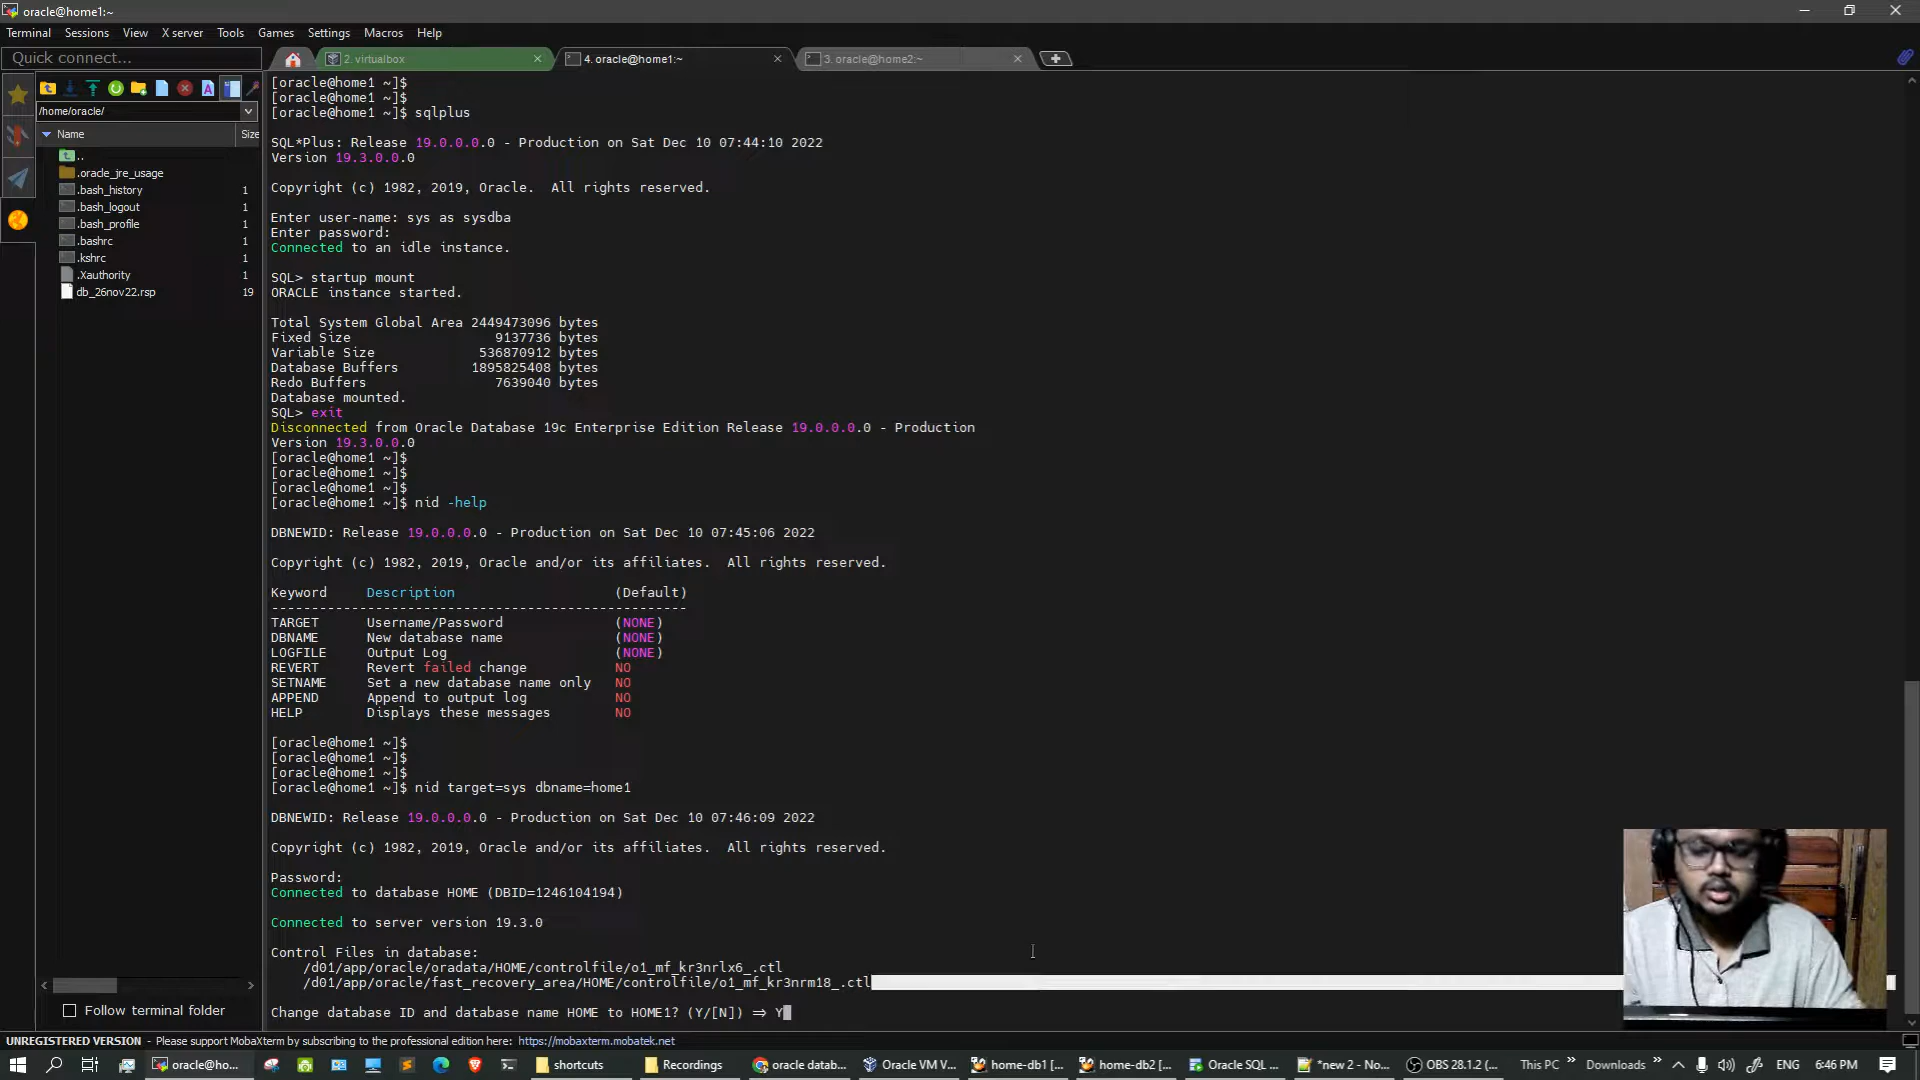 oracle@home1:~
Terminal Sessions View X server Tools Games Settings Macros Help
Quick connect...
2. virtualbox
4. oracle@home1:~
3. oracle@home2:~
/home/oracle/
Name Size
..
.oracle_jre_usage
.bash_history 1
.bash_logout 1
.bash_profile 1
.bashrc 1
.kshrc 1
.Xauthority 1
db_26nov22.rsp 19
[oracle@home1 ~]$
[oracle@home1 ~]$
[oracle@home1 ~]$ sqlplus
SQL*Plus: Release 19.0.0.0.0 - Production on Sat Dec 10 07:44:10 2022
Version 19.3.0.0.0
Copyright (c) 1982, 2019, Oracle.  All rights reserved.
Enter user-name: sys as sysdba
Enter password:
Connected to an idle instance.
SQL> startup mount
ORACLE instance started.
Total System Global Area 2449473096 bytes
Fixed Size 9137736 bytes
Variable Size 536870912 bytes
Database Buffers 1895825408 bytes
Redo Buffers 7639040 bytes
Database mounted.
SQL> exit
Disconnected from Oracle Database 19c Enterprise Edition Release 19.0.0.0.0 - Production
Version 19.3.0.0.0
[oracle@home1 ~]$
[oracle@home1 ~]$
[oracle@home1 ~]$
[oracle@home1 ~]$ nid -help
DBNEWID: Release 19.0.0.0.0 - Production on Sat Dec 10 07:45:06 2022
Copyright (c) 1982, 2019, Oracle and/or its affiliates.  All rights reserved.
Keyword Description (Default)
----------------------------------------------------
TARGET Username/Password (NONE)
DBNAME New database name (NONE)
LOGFILE Output Log (NONE)
REVERT Revert failed change NO
SETNAME Set a new database name only NO
APPEND Append to output log NO
HELP Displays these messages NO
[oracle@home1 ~]$
[oracle@home1 ~]$
[oracle@home1 ~]$
[oracle@home1 ~]$ nid target=sys dbname=home1
DBNEWID: Release 19.0.0.0.0 - Production on Sat Dec 10 07:46:09 2022
Copyright (c) 1982, 2019, Oracle and/or its affiliates.  All rights reserved.
Password:
Connected to database HOME (DBID=1246104194)
Connected to server version 19.3.0
Control Files in database:
/d01/app/oracle/oradata/HOME/controlfile/o1_mf_kr3nrlx6_.ctl
/d01/app/oracle/fast_recovery_area/HOME/controlfile/o1_mf_kr3nrm18_.ctl
Change database ID and database name HOME to HOME1? (Y/[N]) => Y
Follow terminal folder
UNREGISTERED VERSION - Please support MobaXterm by subscribing to the professional edition here: https://mobaxterm.mobatek.net
oracle@ho... shortcuts Recordings oracle datab... Oracle VM V... home-db1 [... home-db2 [... Oracle SQL ... *new 2 - No... OBS 28.1.2 (... This PC Downloads ENG 6:46 PM